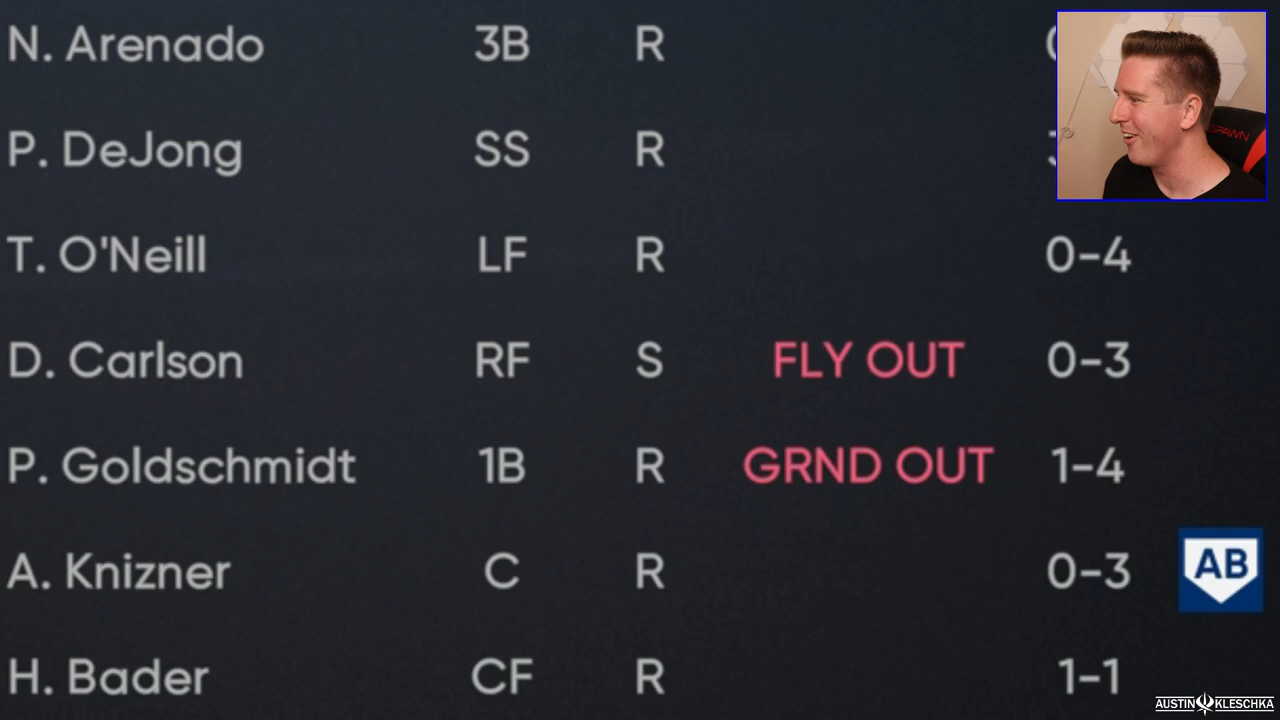 N. Arenado 3B R
P. DeJong SS R
T. O'Neill LF R 0-4
D. Carlson RF S FLY OUT 0-3
P. Goldschmidt 1B R GRND OUT 1-4
A. Knizner C R 0-3 AB
H. Bader CF R 1-1
AUSTIN KLESCHKA